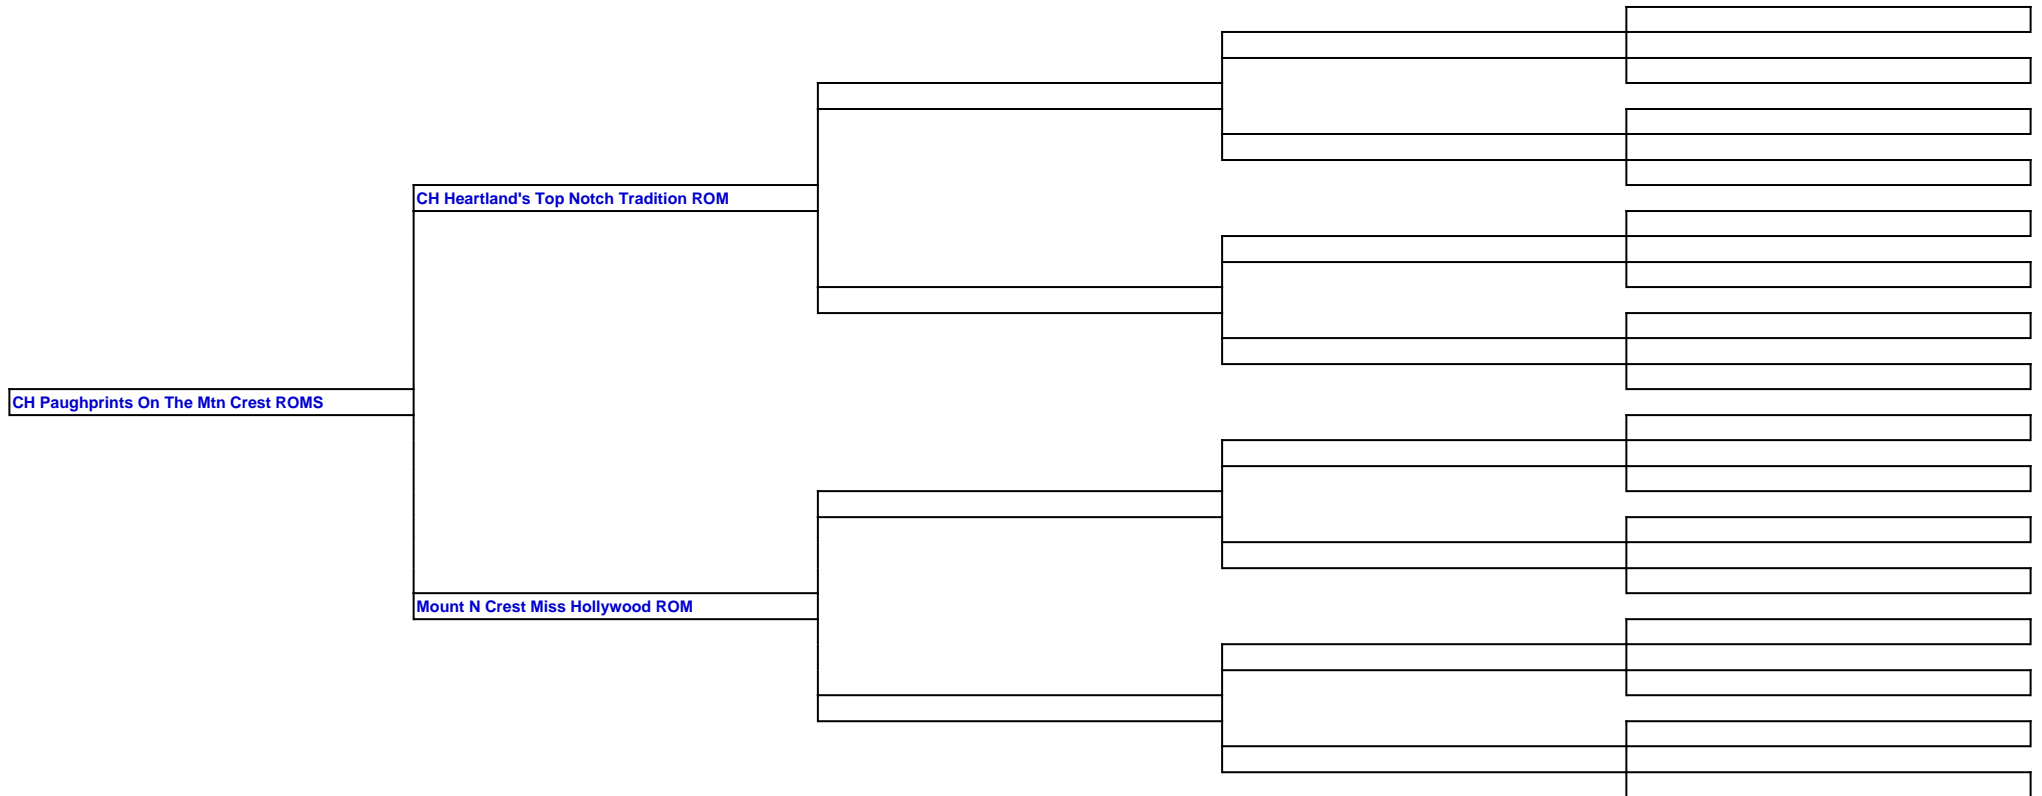 CH Heartland's Top Notch Tradition ROM
CH Paughprints On The Mtn Crest ROMS
Mount N Crest Miss Hollywood ROM